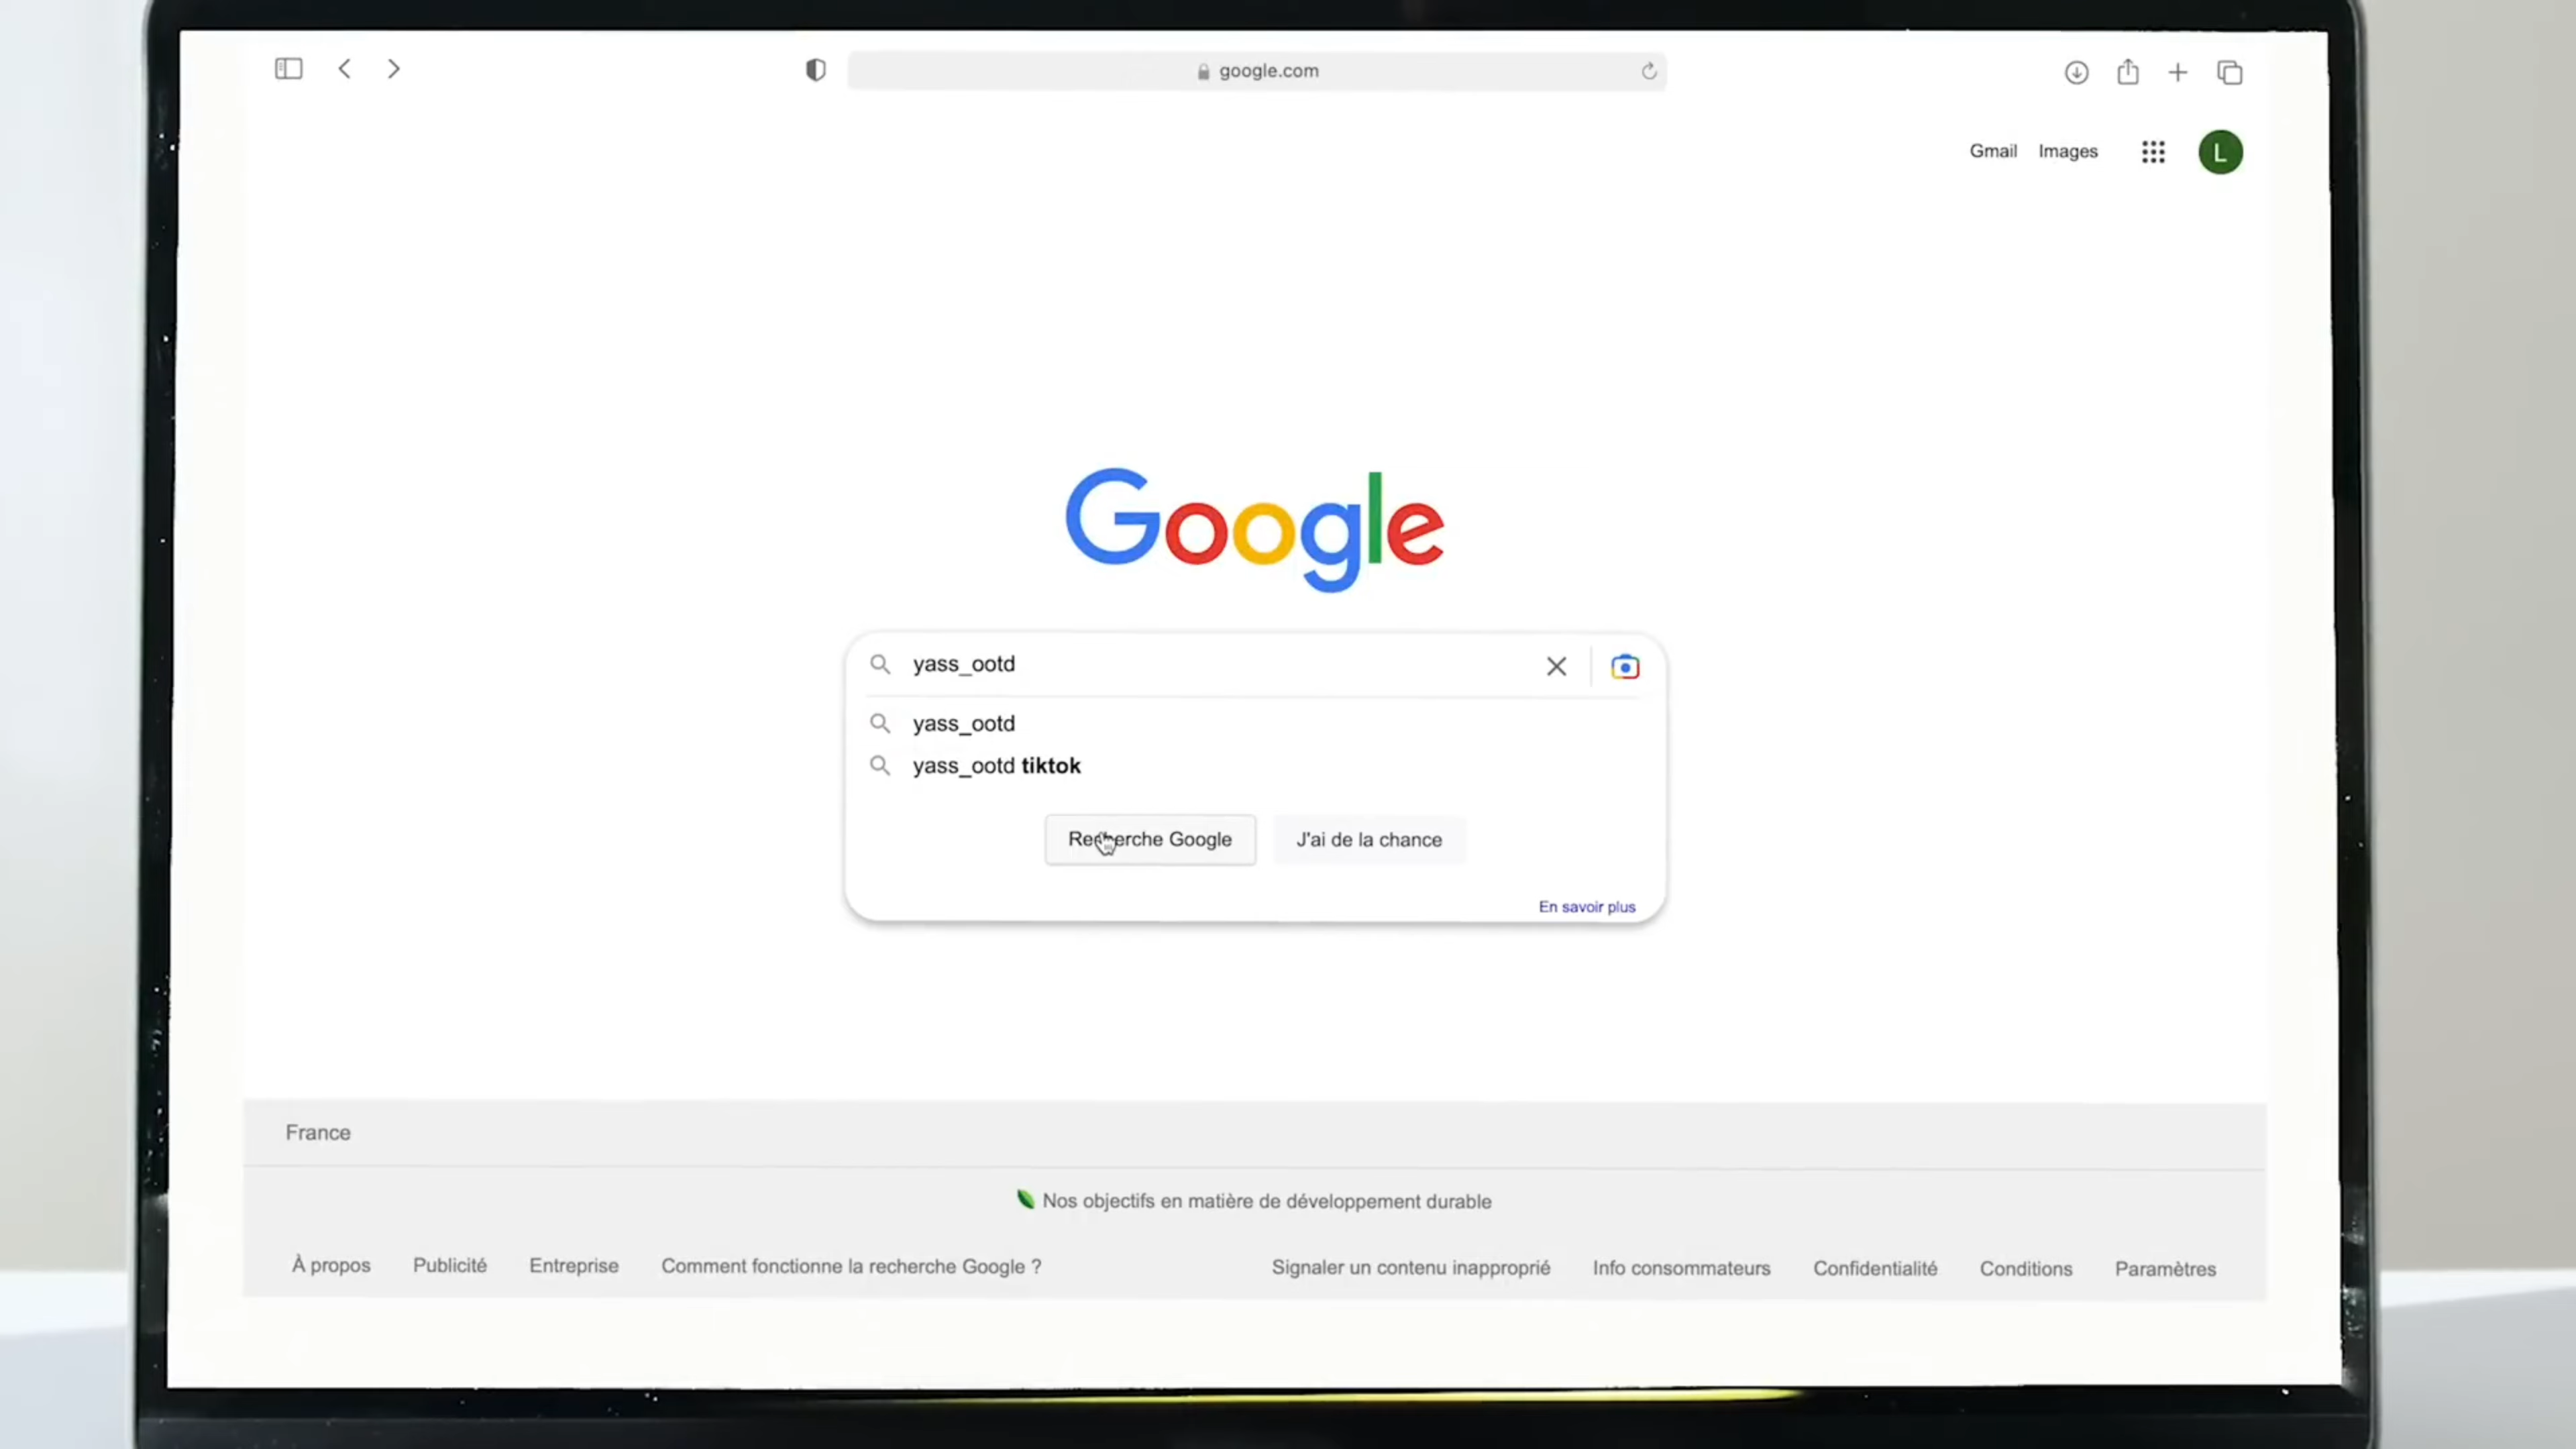 google.com
Gmail Images L
Google
yass_ootd
yass_ootd
yass_ootd tiktok
Recherche Google J'ai de la chance
En savoir plus
France
Nos objectifs en matière de développement durable
À propos Publicité Entreprise Comment fonctionne la recherche Google ? Signaler un contenu inapproprié Info consommateurs Confidentialité Conditions Paramètres